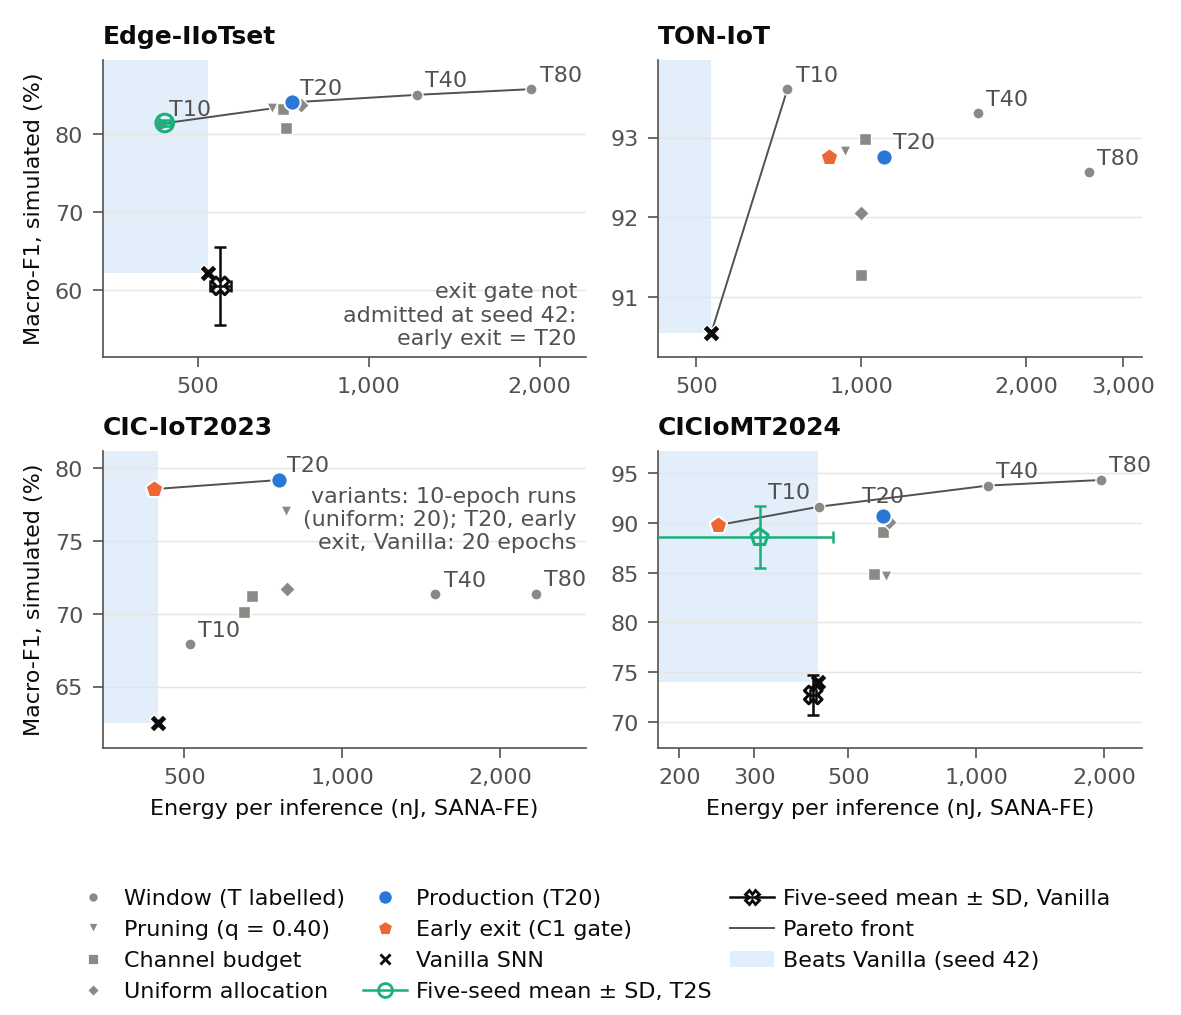 Edge-IIoTset
Macro-F1, simulated (%)
80
70
60
T10
T20
T40
T80
exit gate not
admitted at seed 42:
early exit = T20
500
1,000
2,000
TON-IoT
93
92
91
T10
T40
T20
T80
500
1,000
2,000
3,000
CIC-IoT2023
Macro-F1, simulated (%)
80
75
70
65
T20
variants: 10-epoch runs
(uniform: 20); T20, early
exit, Vanilla: 20 epochs
T40
T80
T10
500
1,000
2,000
Energy per inference (nJ, SANA-FE)
CICIoMT2024
95
90
85
80
75
70
T10
T20
T40
T80
200
300
500
1,000
2,000
Energy per inference (nJ, SANA-FE)
Window (T labelled)
Pruning (q = 0.40)
Channel budget
Uniform allocation
Production (T20)
Early exit (C1 gate)
Vanilla SNN
Five-seed mean ± SD, T2S
Five-seed mean ± SD, Vanilla
Pareto front
Beats Vanilla (seed 42)